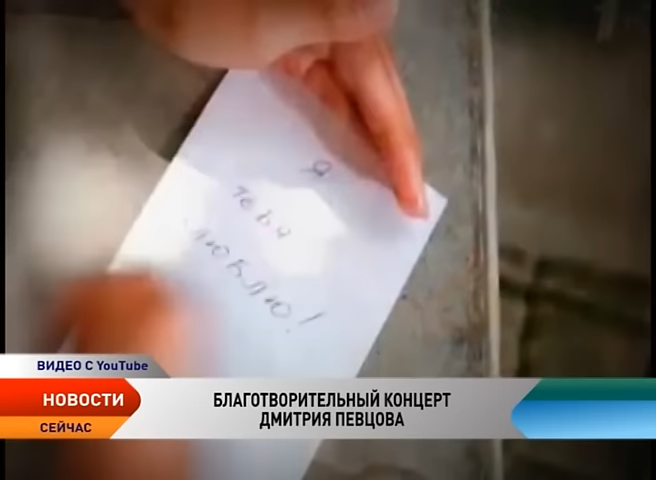 Я
тебя
люблю!
ВИДЕО С YouTube
НОВОСТИ
СЕЙЧАС
БЛАГОТВОРИТЕЛЬНЫЙ КОНЦЕРТ
ДМИТРИЯ ПЕВЦОВА